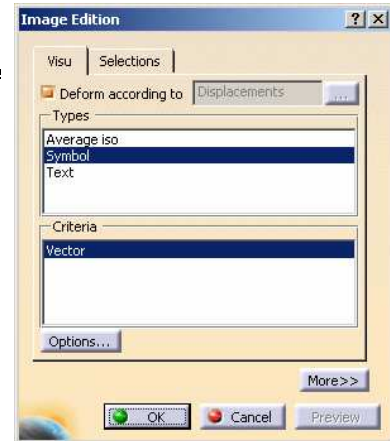 Image Edition ? X
Visu Selections
Deform according to Displacements ...
Types
Average iso
Symbol
Text
Criteria
Vector
Options...
More>>
OK Cancel Preview